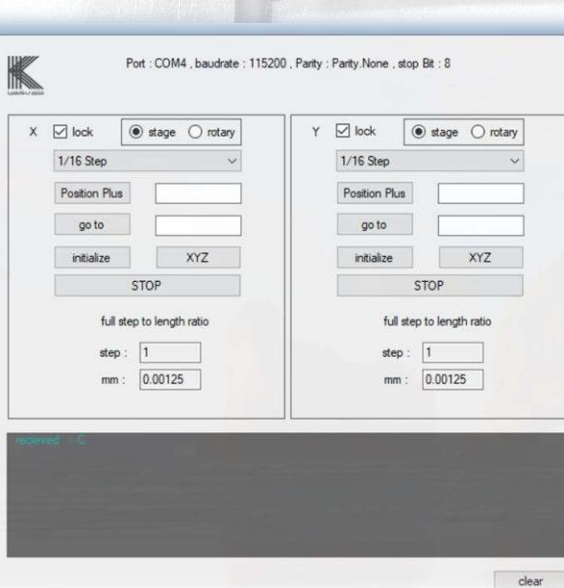 Port : COM4 , baudrate : 115200 , Parity : Parity.None , stop Bit : 8
X lock stage rotary
1/16 Step
Position Plus
go to
initialize XYZ
STOP
full step to length ratio
step : 1
mm : 0.00125
Y lock stage rotary
1/16 Step
Position Plus
go to
initialize XYZ
STOP
full step to length ratio
step : 1
mm : 0.00125
recieved : C
clear